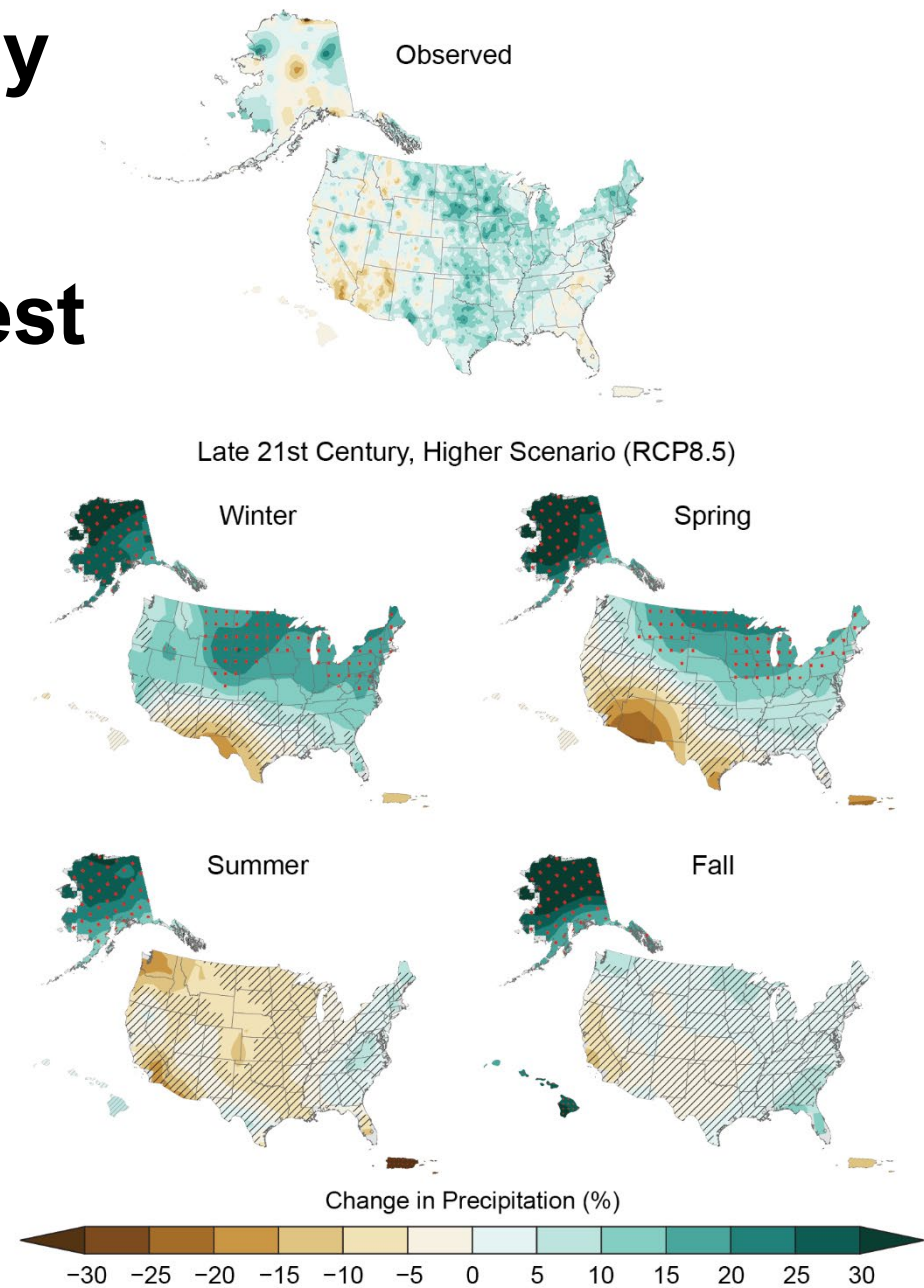 y
est
Observed
Late 21st Century, Higher Scenario (RCP8.5)
Winter
Spring
Summer
Fall
Change in Precipitation (%)
−30 −25 −20 −15 −10 −5 0 5 10 15 20 25 30